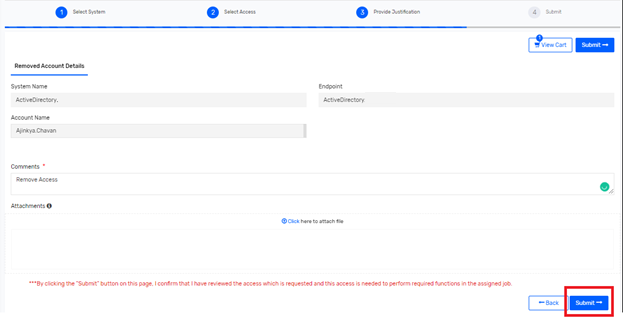 1 Select System 2 Select Access 3 Provide Justification 4 Submit
1
View Cart Submit
Removed Account Details
System Name Endpoint
ActiveDirectory. ActiveDirectory
Account Name
Ajinkya.Chavan
Comments *
Remove Access
Attachments
Click here to attach file
***By clicking the "Submit" button on this page. I confirm that I have reviewed the access which is requested and this access is needed to perform required functions in the assigned job.
Back Submit